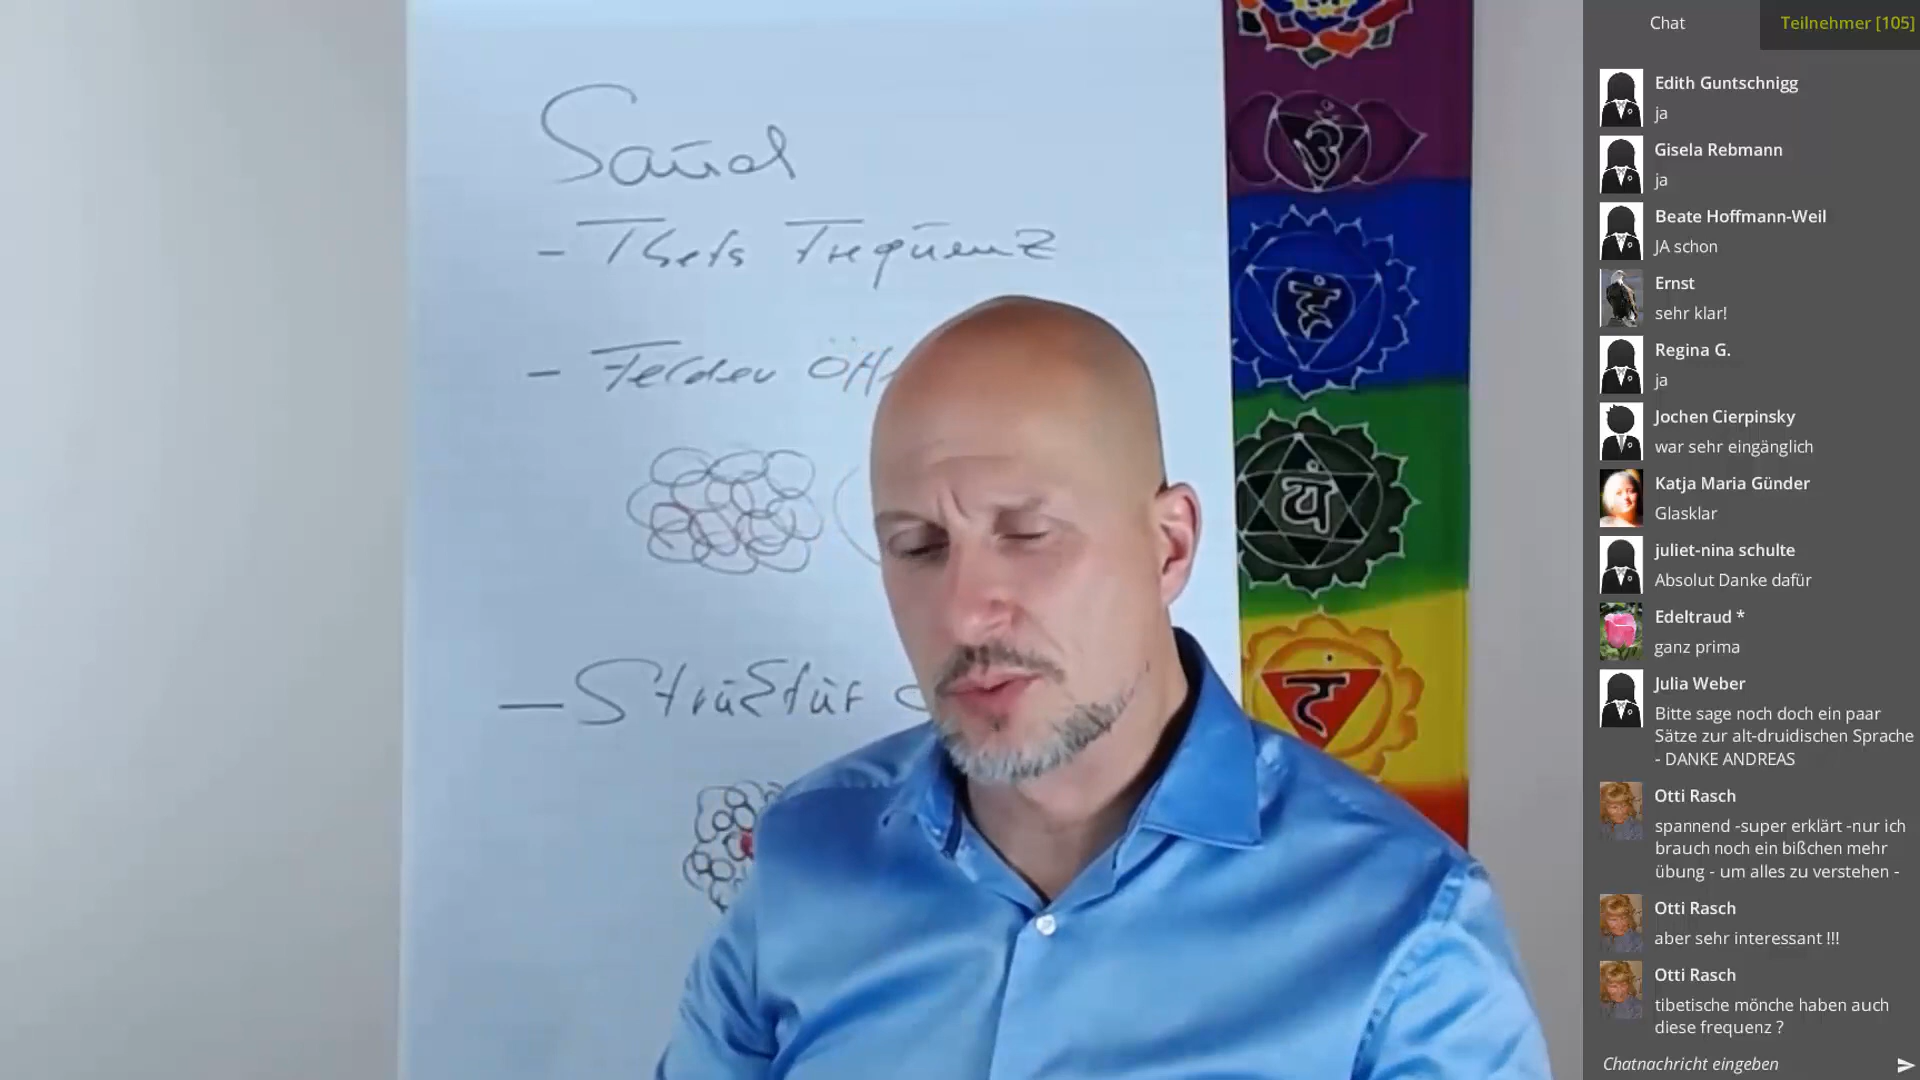 Chat
Teilnehmer [105]
Saūd
- Theta Frequenz
- Felder Öff
- Struktur
ॐ
हं
यं
रं
Edith Guntschnigg
ja
Gisela Rebmann
ja
Beate Hoffmann-Weil
JA schon
Ernst
sehr klar!
Regina G.
ja
Jochen Cierpinsky
war sehr eingänglich
Katja Maria Günder
Glasklar
juliet-nina schulte
Absolut Danke dafür
Edeltraud *
ganz prima
Julia Weber
Bitte sage noch doch ein paar
Sätze zur alt-druidischen Sprache
- DANKE ANDREAS
Otti Rasch
spannend -super erklärt -nur ich
brauch noch ein bißchen mehr
übung - um alles zu verstehen -
Otti Rasch
aber sehr interessant !!!
Otti Rasch
tibetische mönche haben auch
diese frequenz ?
Chatnachricht eingeben